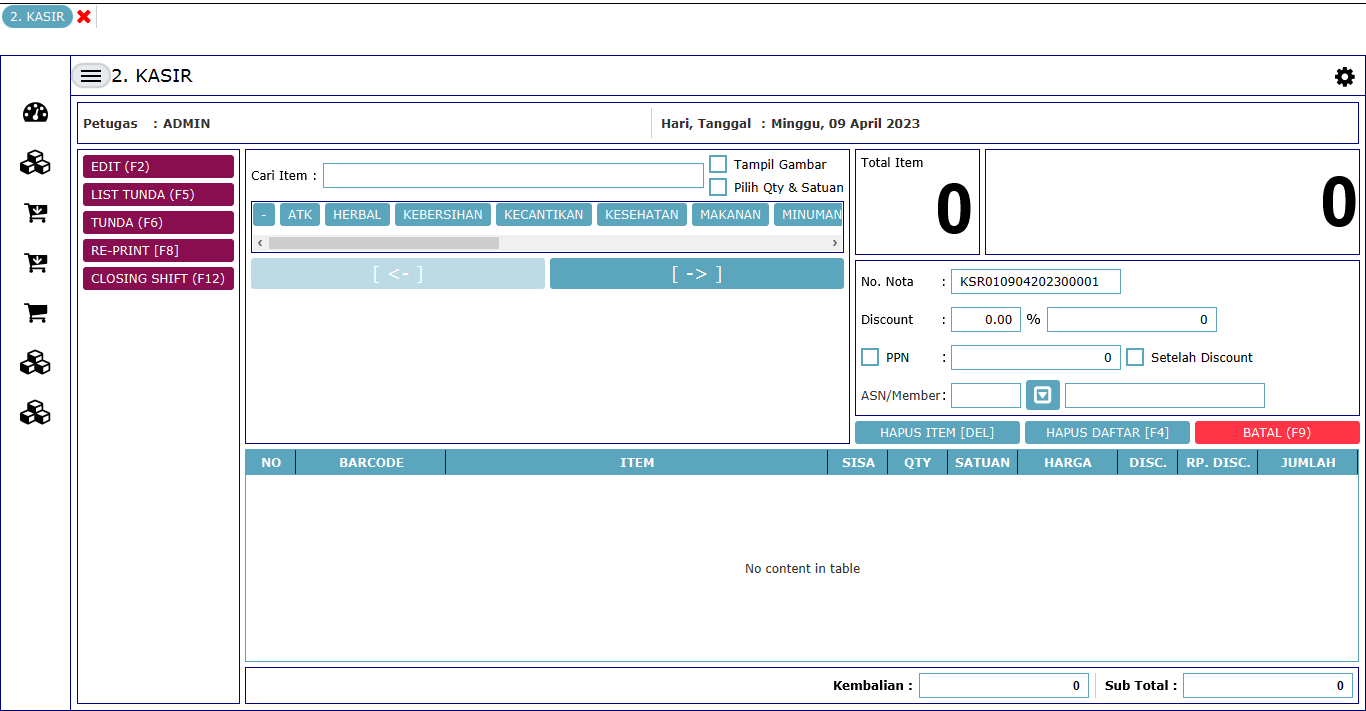 2. KASIR
2. KASIR
Petugas : ADMIN
Hari, Tanggal : Minggu, 09 April 2023
EDIT (F2)
LIST TUNDA (F5)
TUNDA (F6)
RE-PRINT [F8]
CLOSING SHIFT (F12)
Cari Item :
Tampil Gambar
Pilih Qty & Satuan
- ATK HERBAL KEBERSIHAN KECANTIKAN KESEHATAN MAKANAN MINUMAN
[ <- ] [ -> ]
Total Item
0
0
No. Nota : KSR010904202300001
Discount : 0.00 % 0
PPN : 0 Setelah Discount
ASN/Member:
HAPUS ITEM [DEL] HAPUS DAFTAR [F4] BATAL (F9)
NO BARCODE ITEM SISA QTY SATUAN HARGA DISC. RP. DISC. JUMLAH
No content in table
Kembalian : 0 Sub Total : 0